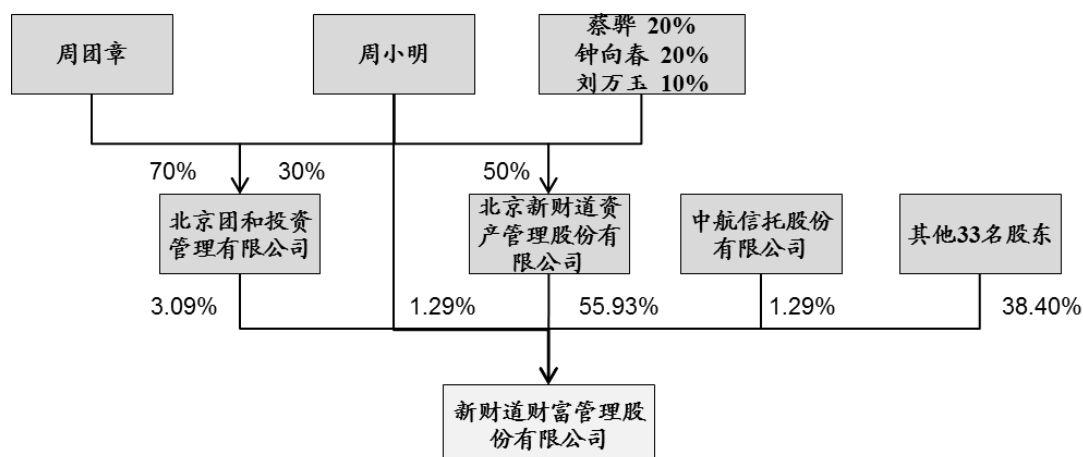 周团章
周小明
蔡骅 20%
钟向春 20%
刘万玉 10%
70%
30%
50%
北京团和投资
管理有限公司
北京新财道资
产管理股份有
限公司
中航信托股份
有限公司
其他33名股东
3.09%
1.29%
55.93%
1.29%
38.40%
新财道财富管理股
份有限公司